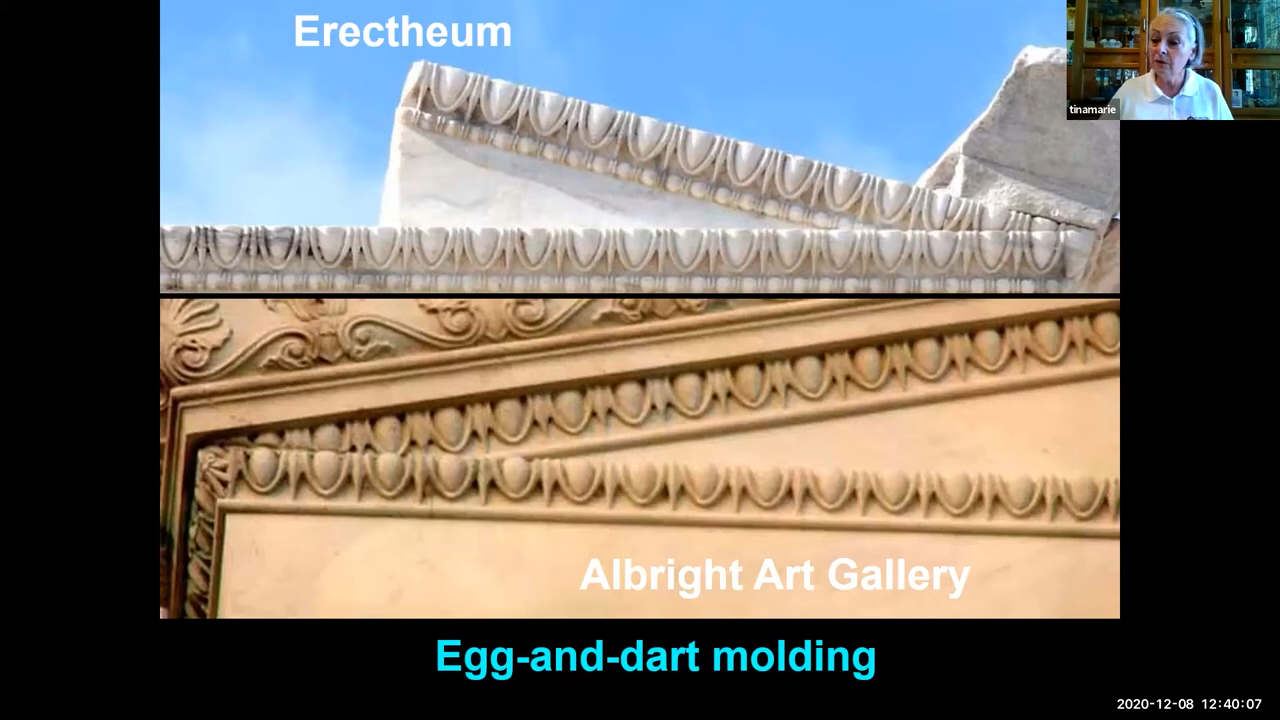 Erectheum
tinamarie
Albright Art Gallery
Egg-and-dart molding
2020-12-08 12:40:07